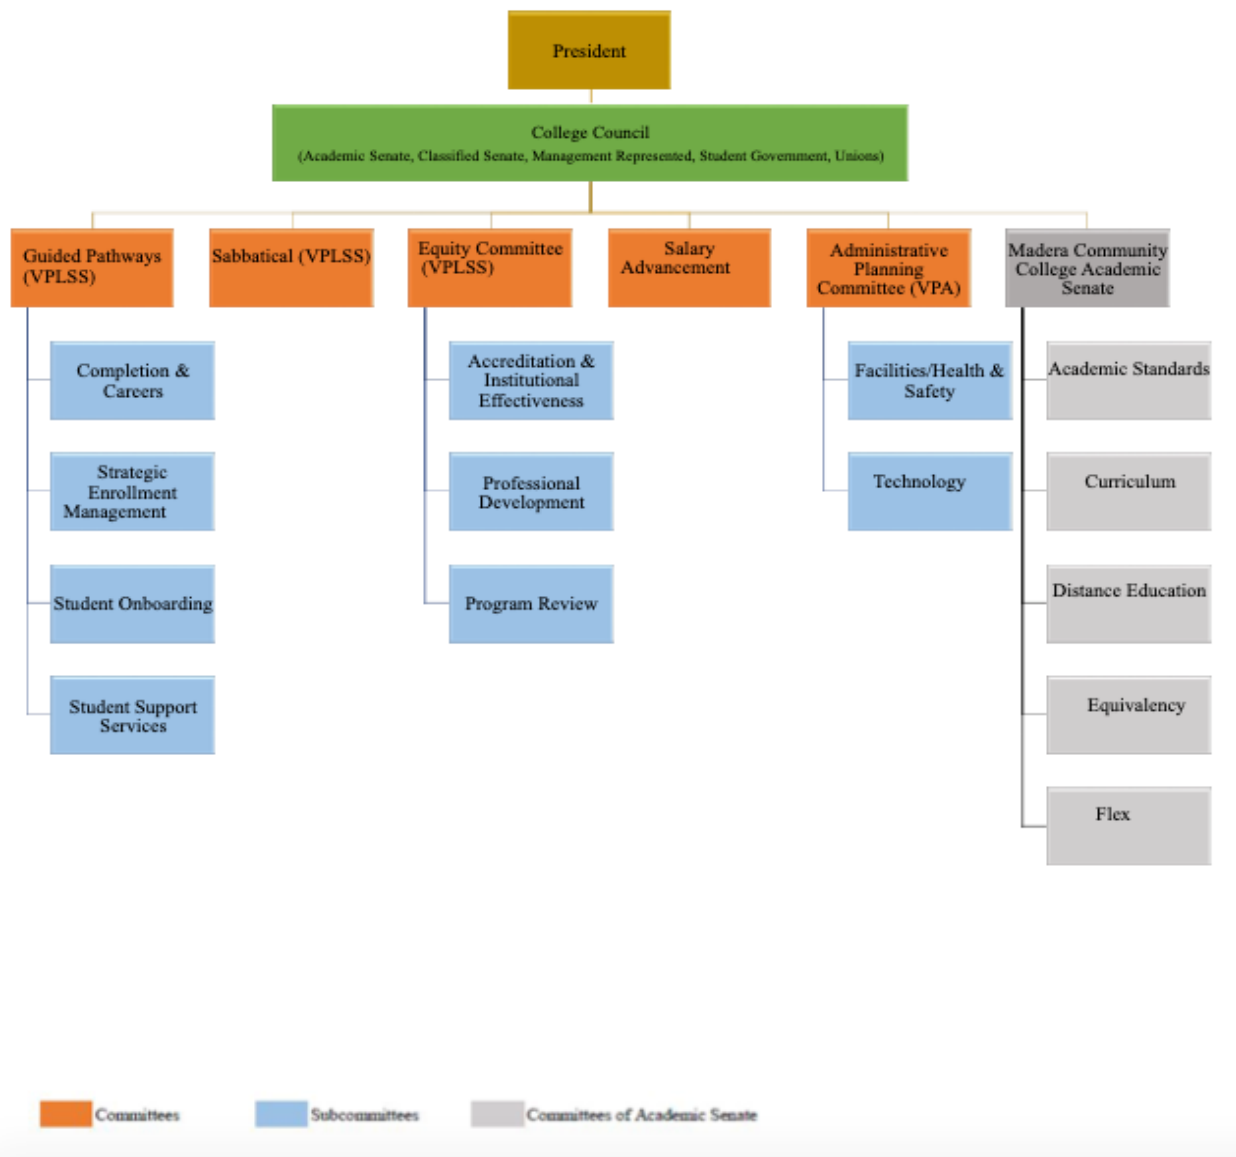 President
College Council
(Academic Senate, Classified Senate, Management Represented, Student Government, Unions)
Guided Pathways
(VPLSS)
Sabbatical (VPLSS)
Equity Committee
(VPLSS)
Salary
Advancement
Administrative
Planning
Committee (VPA)
Madera Community
College Academic
Senate
Completion &
Careers
Strategic
Enrollment
Management
Student Onboarding
Student Support
Services
Accreditation &
Institutional
Effectiveness
Professional
Development
Program Review
Facilities/Health &
Safety
Technology
Academic Standards
Curriculum
Distance Education
Equivalency
Flex
Committees
Subcommittees
Committees of Academic Senate